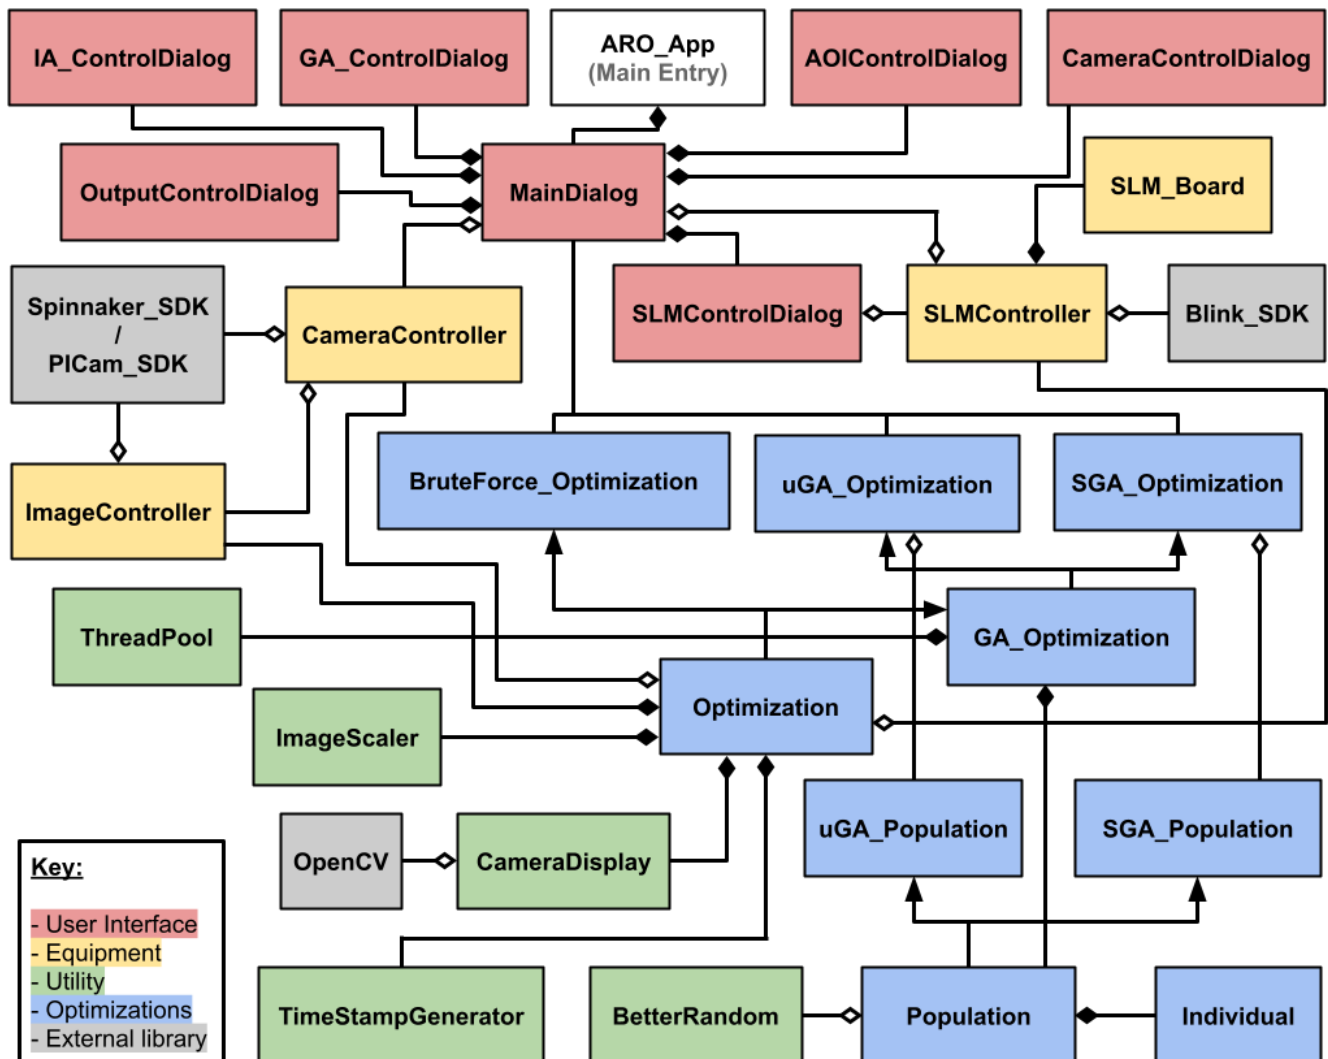 IA_ControlDialog
GA_ControlDialog
ARO_App
(Main Entry)
AOIControlDialog
CameraControlDialog
OutputControlDialog
MainDialog
SLM_Board
Spinnaker_SDK
/
PICam_SDK
CameraController
SLMControlDialog
SLMController
Blink_SDK
ImageController
BruteForce_Optimization
uGA_Optimization
SGA_Optimization
ThreadPool
GA_Optimization
ImageScaler
Optimization
OpenCV
CameraDisplay
uGA_Population
SGA_Population
Key:
- User Interface
- Equipment
- Utility
- Optimizations
- External library
TimeStampGenerator
BetterRandom
Population
Individual